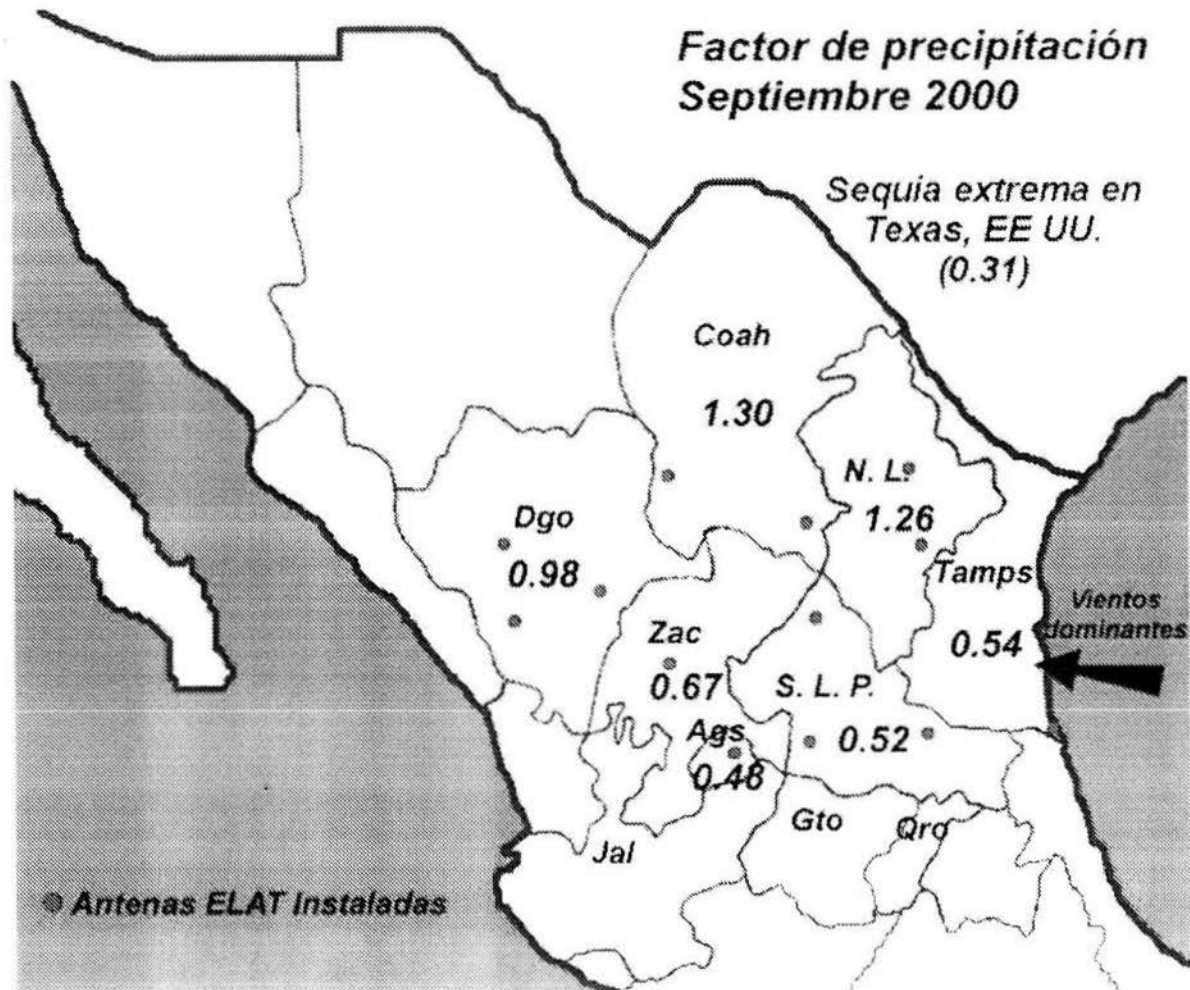 Factor de precipitación
Septiembre 2000
Sequia extrema en
Texas, EE UU.
(0.31)
Coah
1.30
N. L.
1.26
Dgo
0.98
Tamps
0.54
Vientos
dominantes
Zac
0.67
S. L. P.
0.52
Ags
0.48
Gto
Qro
Jal
Antenas ELAT Instaladas